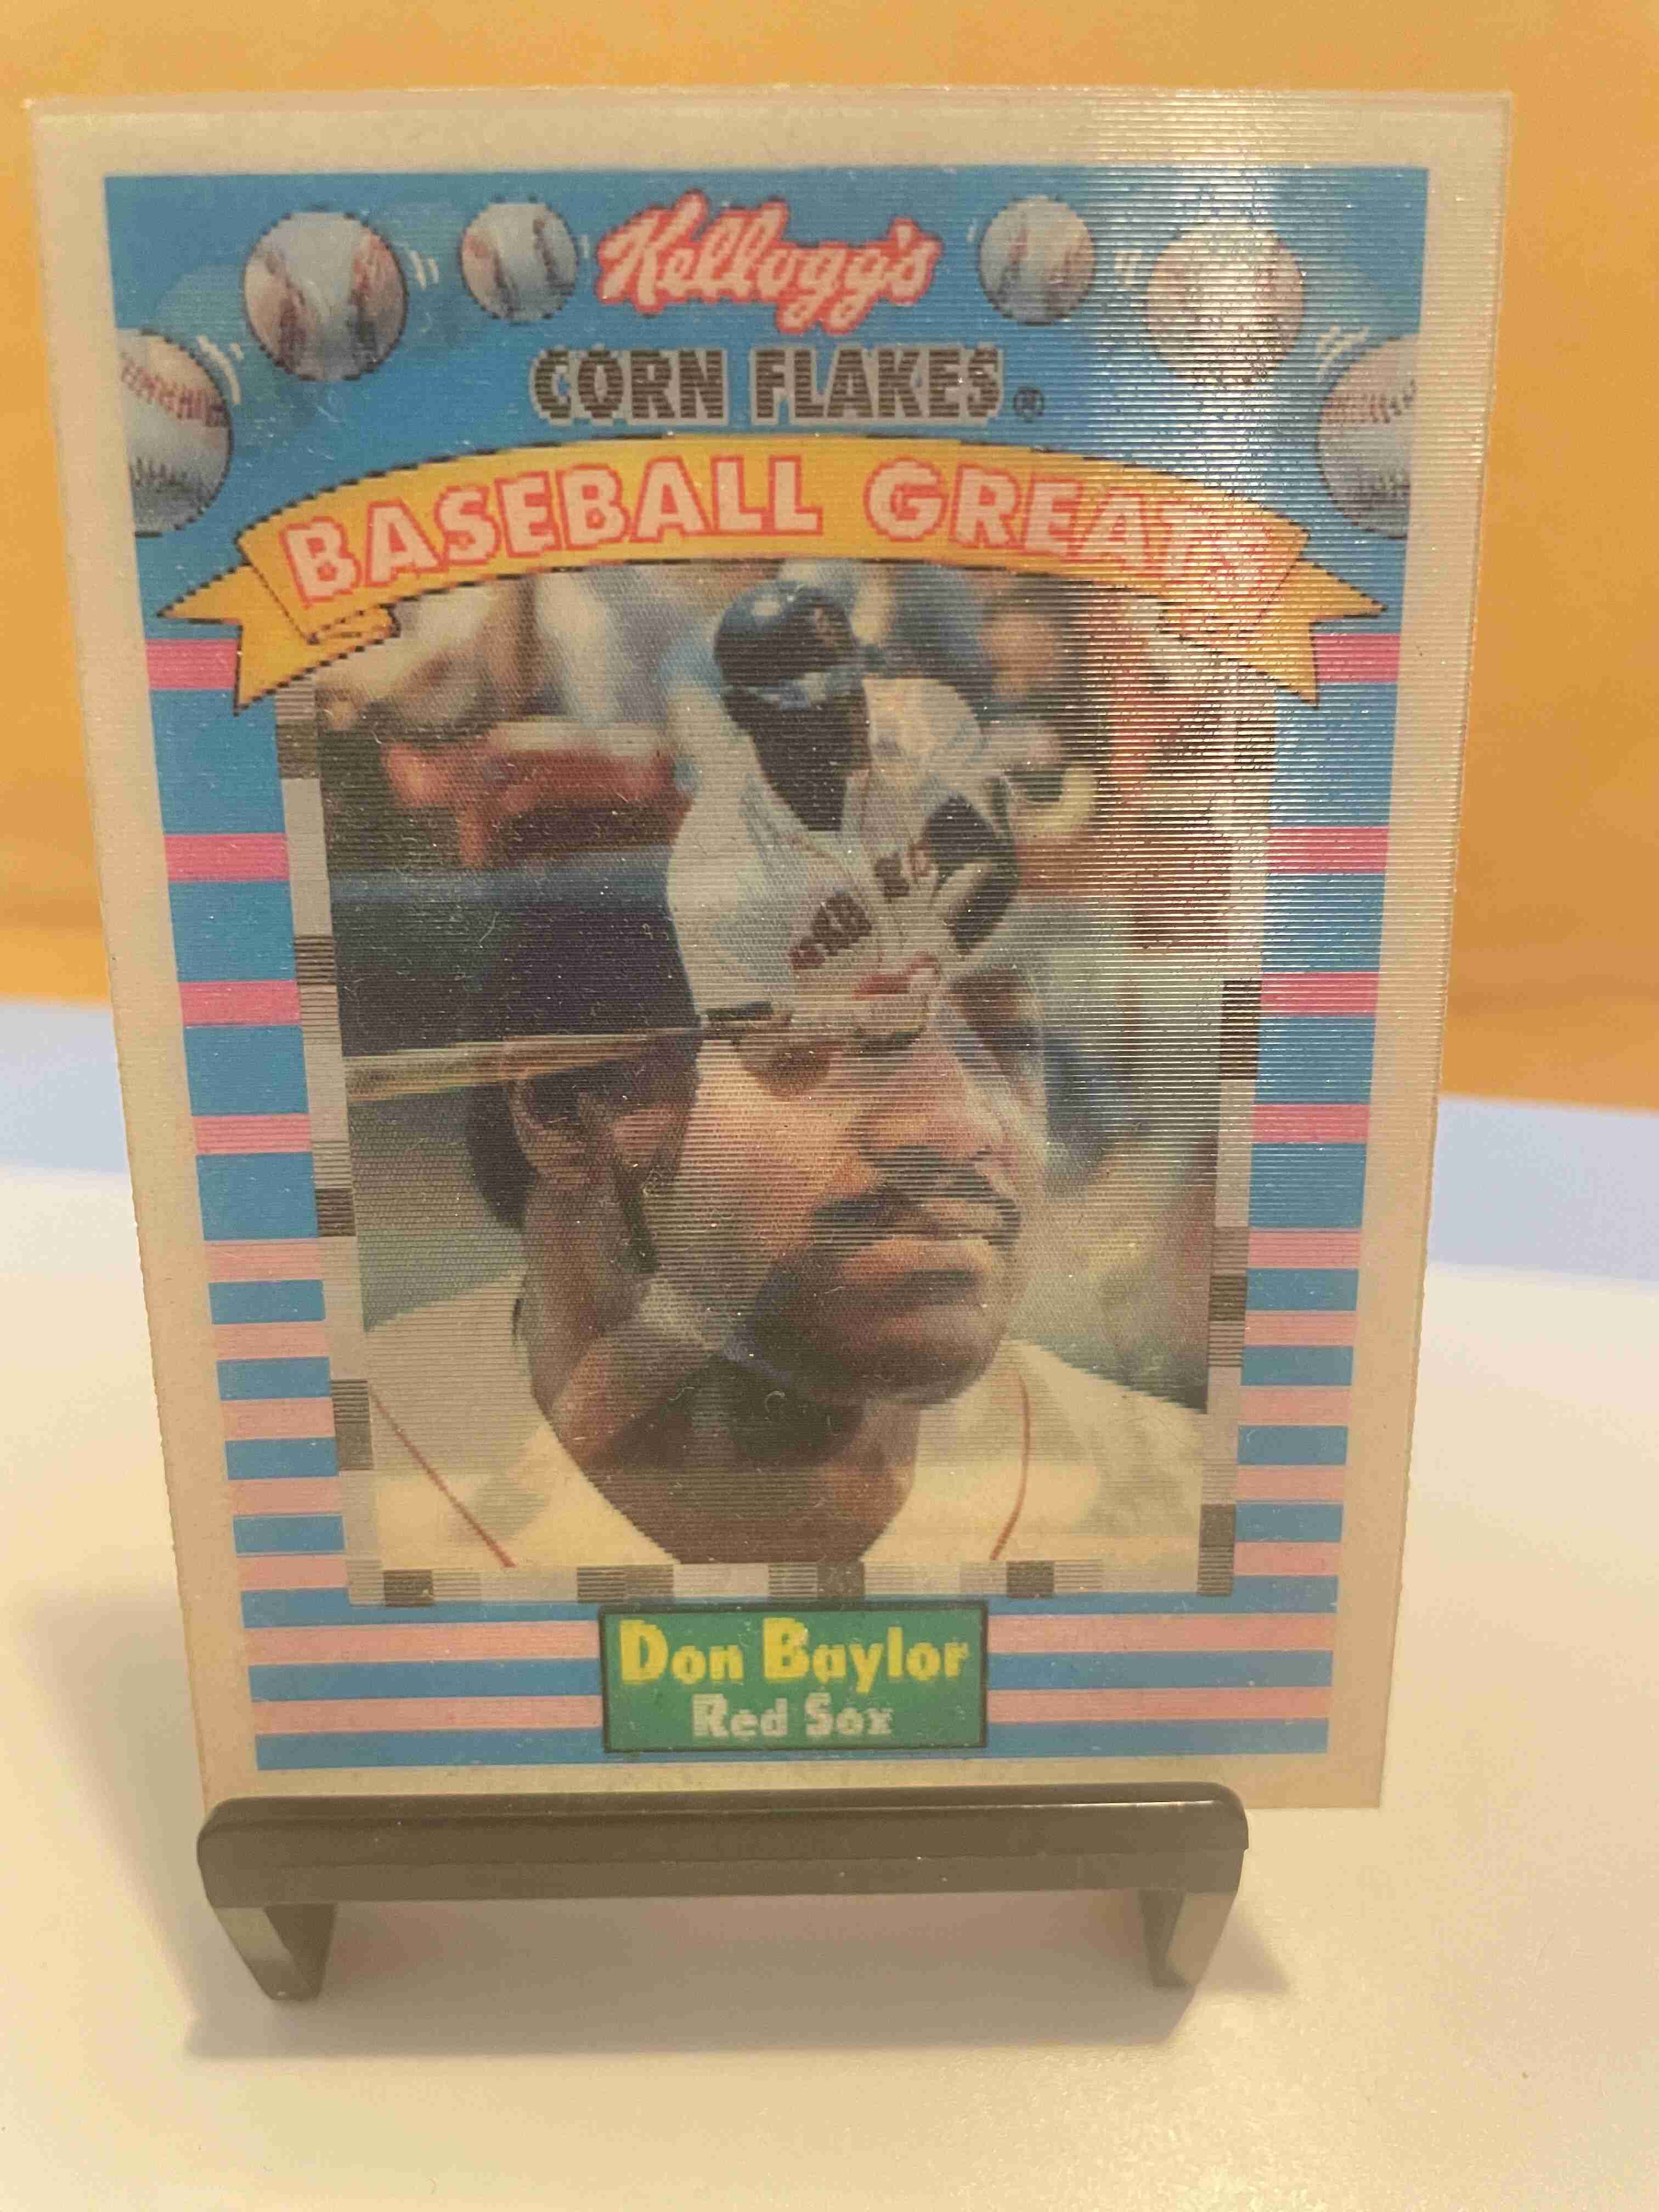 Kellogg's
CORN FLAKES®
BASEBALL GREATS
Don Baylor
Red Sox